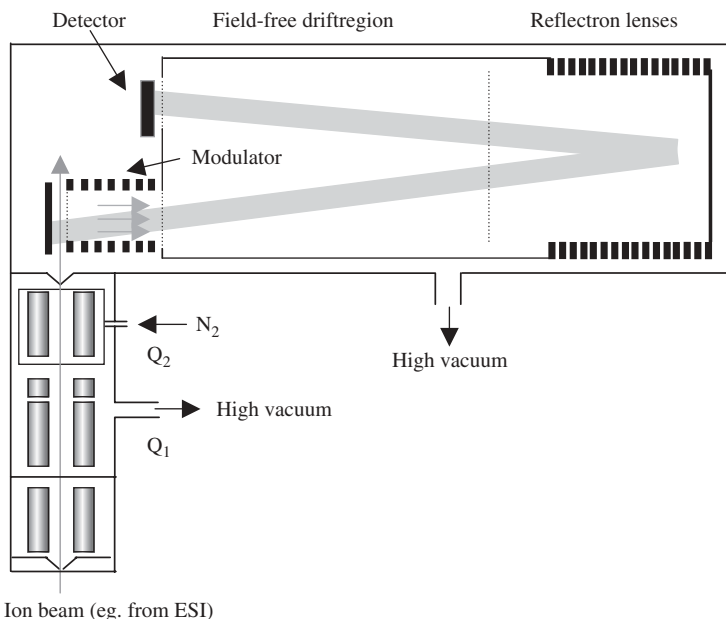 Detector
Field-free driftregion
Reflectron lenses
Modulator
N2
Q2
High vacuum
High vacuum
Q1
Ion beam (eg. from ESI)